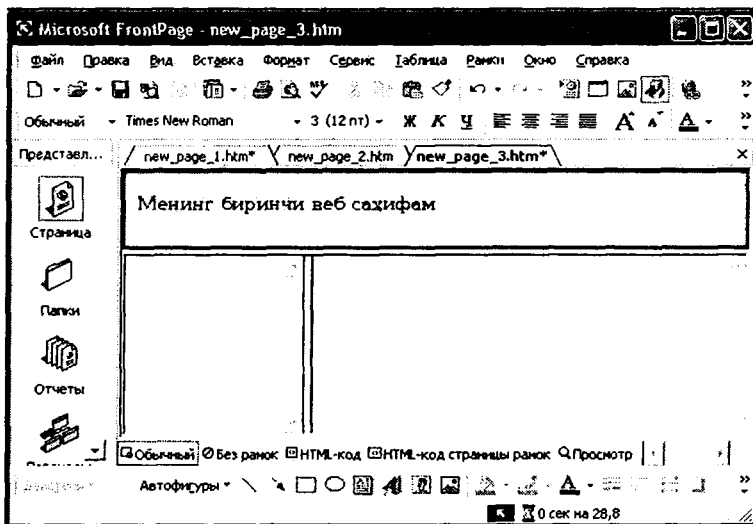 Microsoft FrontPage - new_page_3.htm
Файл Правка Вид Вставка Формат Сервис Таблица Рамки Окно Справка
Обычный Times New Roman 3 (12 пт) Ж К Ч A A A
Представл... new_page_1.htm* new_page_2.htm new_page_3.htm*
Менинг биринчи веб сахифам
Страница
Папки
Отчеты
Обычный Без рамок HTML-код HTML-код страницы рамок Просмотр
Автофигуры
0 сек на 28,8